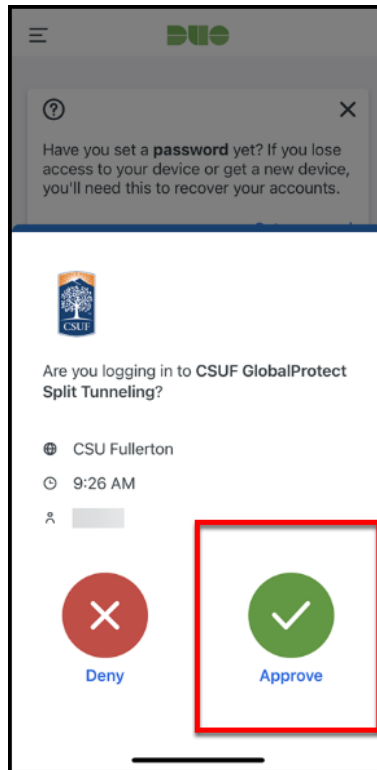 DUO
Have you set a password yet? If you lose
access to your device or get a new device,
you'll need this to recover your accounts.
CSUF
Are you logging in to CSUF GlobalProtect
Split Tunneling?
CSU Fullerton
9:26 AM
Deny
Approve